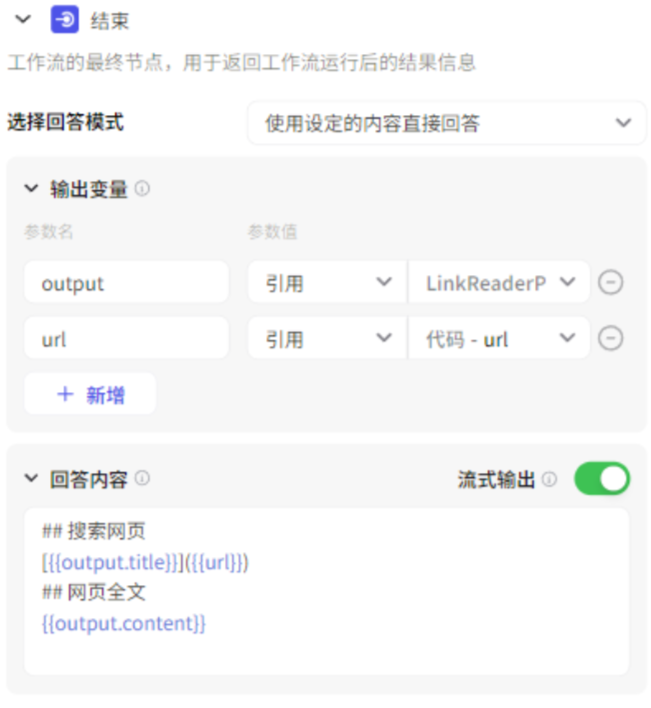 结束
工作流的最终节点，用于返回工作流运行后的结果信息
选择回答模式 使用设定的内容直接回答
输出变量
参数名 参数值
output 引用 LinkReaderP
url 引用 代码 - url
+ 新增
回答内容 流式输出
## 搜索网页
[{{output.title}}]({{url}})
## 网页全文
{{output.content}}